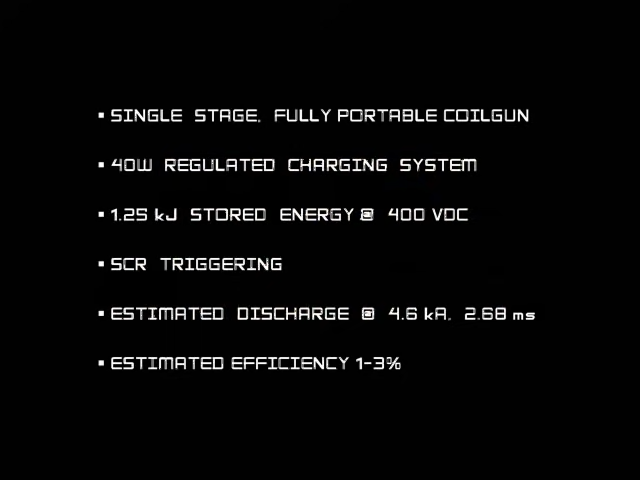 ▪ SINGLE STAGE, FULLY PORTABLE COILGUN
▪ 40W REGULATED CHARGING SYSTEM
▪ 1.25 kJ STORED ENERGY @ 400 VDC
▪ SCR TRIGGERING
▪ ESTIMATED DISCHARGE @ 4.6 kA, 2.68 ms
▪ ESTIMATED EFFICIENCY 1-3%